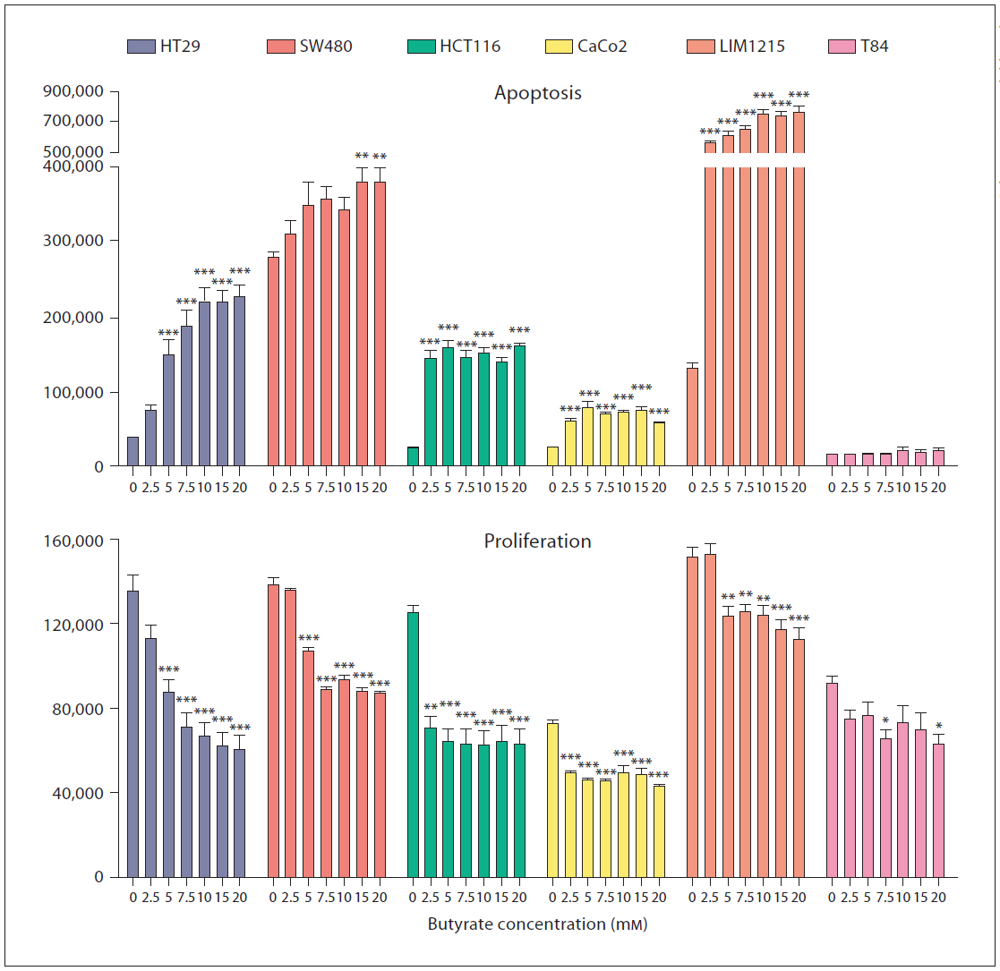 HT29 SW480 HCT116 CaCo2 LIM1215 T84
Apoptosis
900,000
700,000
500,000
400,000
300,000
200,000
100,000
0
*** *** *** *** ***
** **
*** *** *** *** *** ***
*** *** *** *** *** ***
*** *** *** *** *** ***
0 2.5 5 7.5 10 15 20 0 2.5 5 7.5 10 15 20 0 2.5 5 7.5 10 15 20 0 2.5 5 7.5 10 15 20 0 2.5 5 7.5 10 15 20 0 2.5 5 7.5 10 15 20
Proliferation
160,000
120,000
80,000
40,000
0
*** *** *** *** ***
*** *** *** *** ***
** *** *** *** *** ***
*** *** *** *** *** ***
** ** ** *** ***
* *
0 2.5 5 7.5 10 15 20 0 2.5 5 7.5 10 15 20 0 2.5 5 7.5 10 15 20 0 2.5 5 7.5 10 15 20 0 2.5 5 7.5 10 15 20 0 2.5 5 7.5 10 15 20
Butyrate concentration (mM)